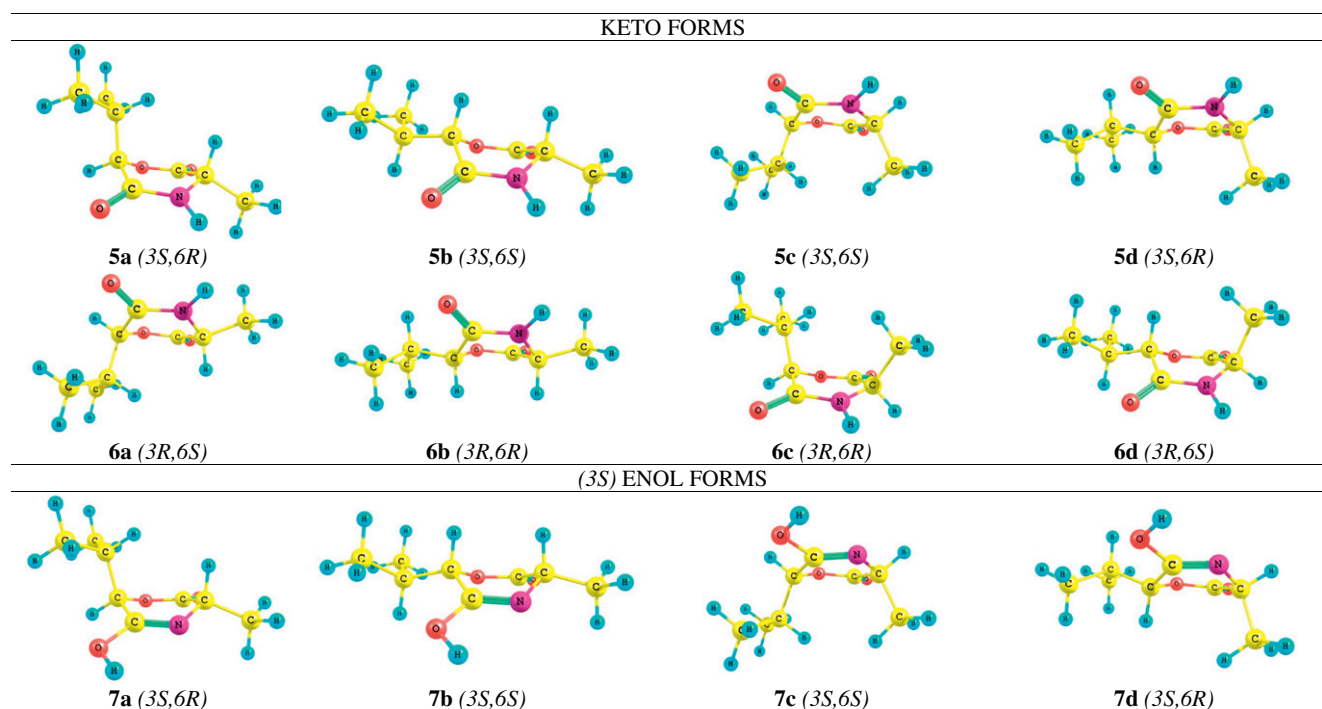 KETO FORMS
5a (3S,6R) 5b (3S,6S) 5c (3S,6S) 5d (3S,6R)
6a (3R,6S) 6b (3R,6R) 6c (3R,6R) 6d (3R,6S)
(3S) ENOL FORMS
7a (3S,6R) 7b (3S,6S) 7c (3S,6S) 7d (3S,6R)